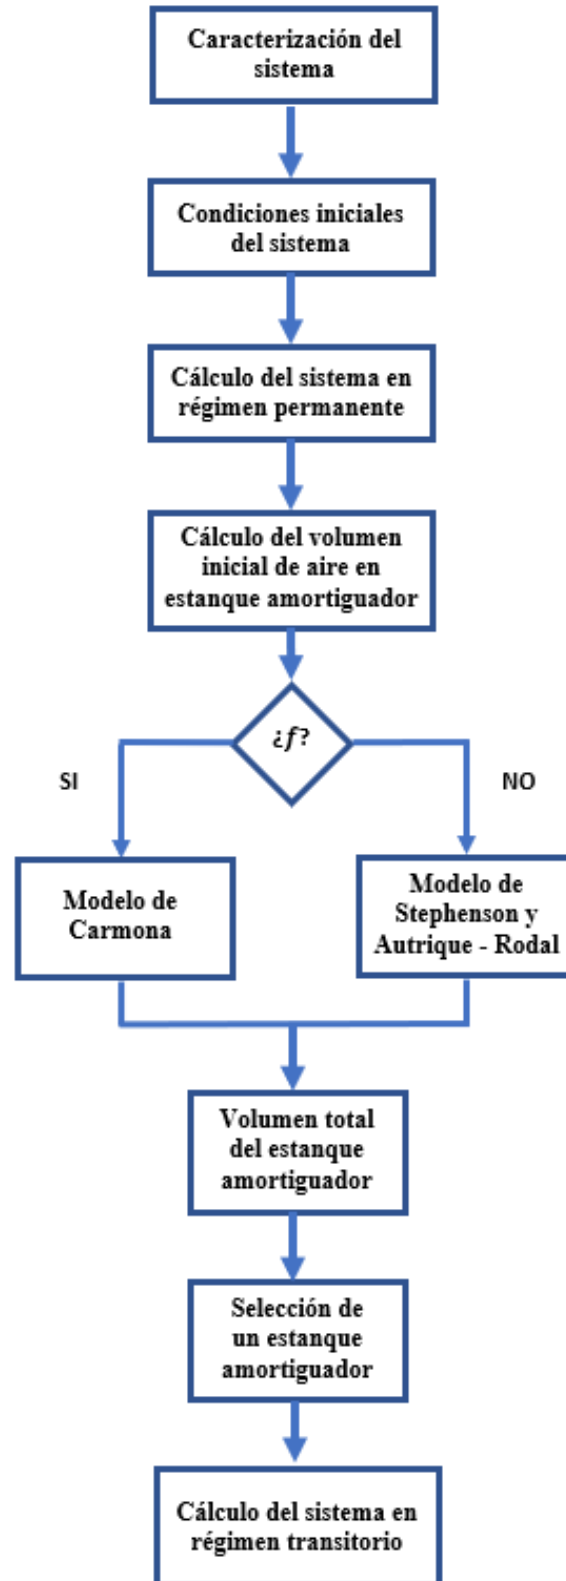 Caracterización del
sistema
Condiciones iniciales
del sistema
Cálculo del sistema en
régimen permanente
Cálculo del volumen
inicial de aire en
estanque amortiguador
¿f?
SI
NO
Modelo de
Carmona
Modelo de
Stephenson y
Autrique - Rodal
Volumen total
del estanque
amortiguador
Selección de
un estanque
amortiguador
Cálculo del sistema en
régimen transitorio